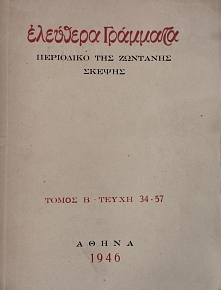 ἐλεύθερα Γράμματα
ΠΕΡΙΟΔΙΚΟ ΤΗΣ ΖΩΝΤΑΝΗΣ
ΣΚΕΨΗΣ
ΤΟΜΟΣ Β - ΤΕΥΧΗ 34-57
ΑΘΗΝΑ
1946